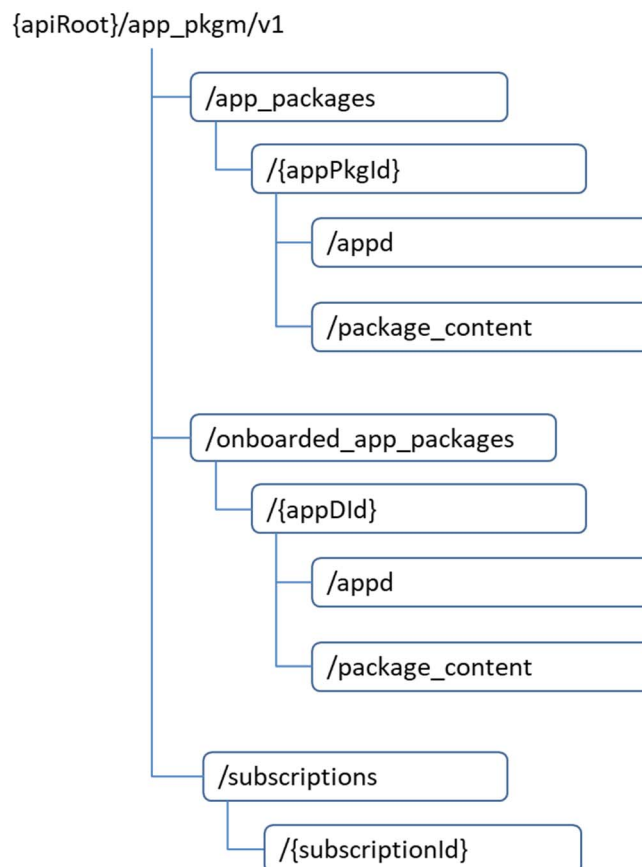 {apiRoot}/app_pkgm/v1
/app_packages
/{appPkgId}
/appd
/package_content
/onboarded_app_packages
/{appDId}
/appd
/package_content
/subscriptions
/{subscriptionId}